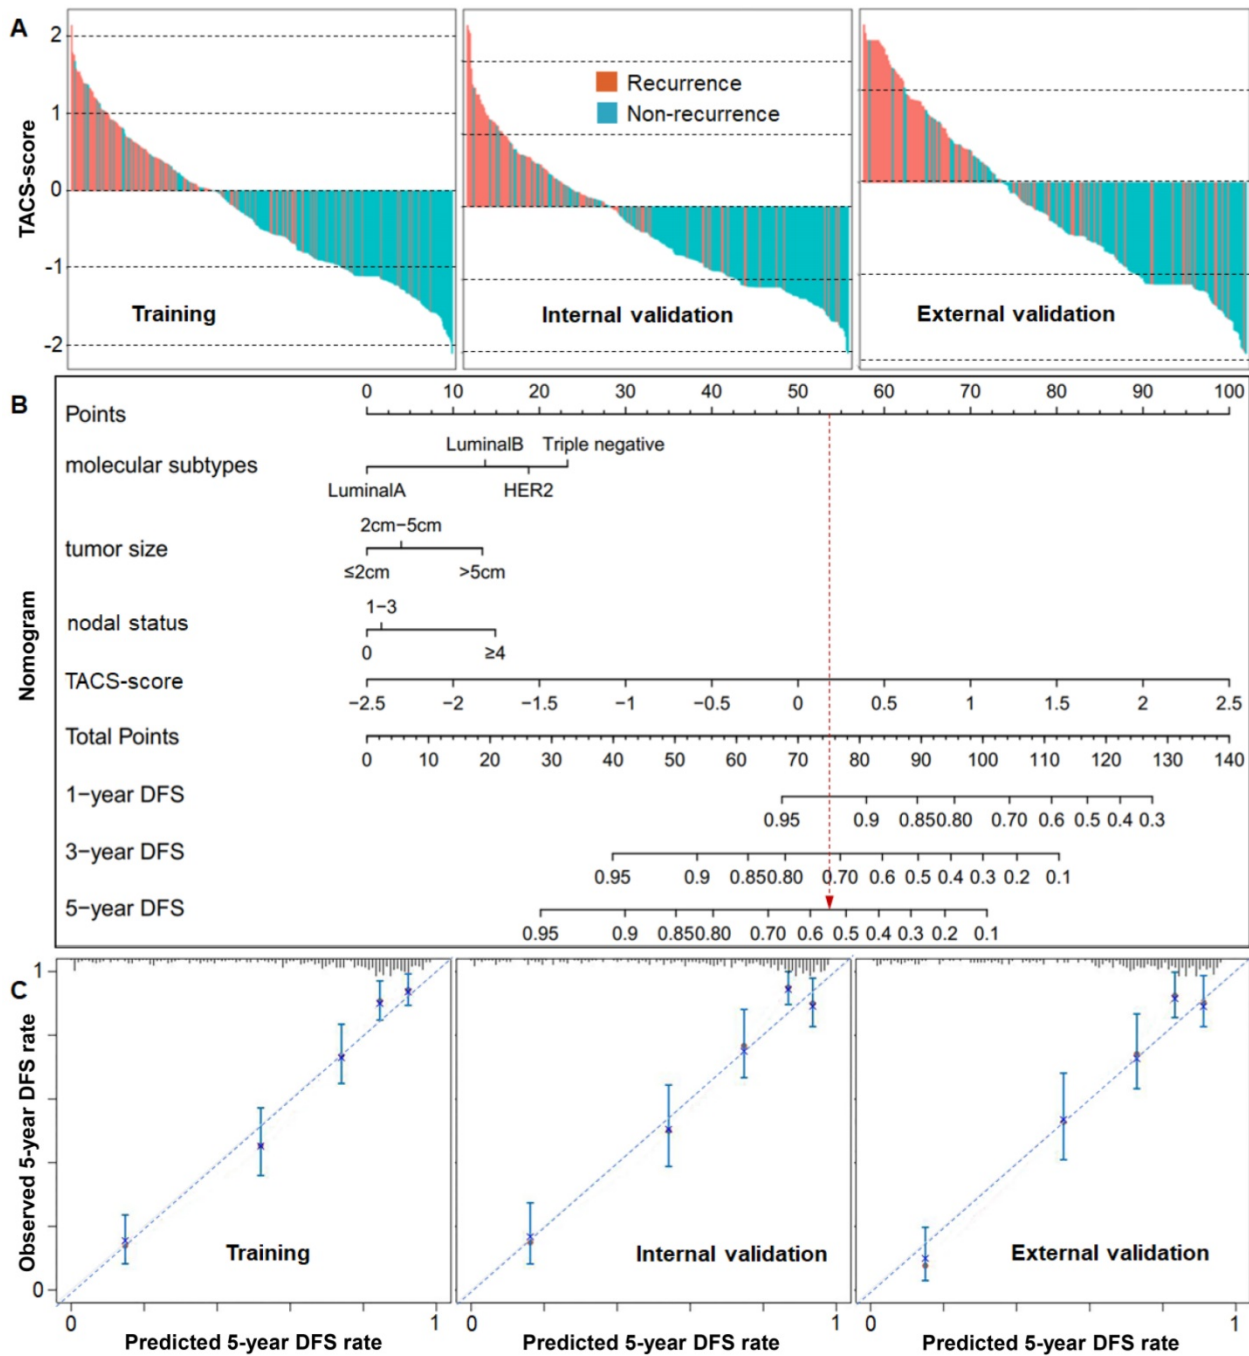 A
2
1
0
-1
-2
TACS-score
Recurrence
Non-recurrence
Training
Internal validation
External validation
B
Nomogram
Points
0 10 20 30 40 50 60 70 80 90 100
molecular subtypes
LuminalB Triple negative
LuminalA HER2
tumor size
2cm−5cm
≤2cm >5cm
nodal status
1−3
0 ≥4
TACS-score
−2.5 −2 −1.5 −1 −0.5 0 0.5 1 1.5 2 2.5
Total Points
0 10 20 30 40 50 60 70 80 90 100 110 120 130 140
1−year DFS
0.95 0.9 0.85 0.80 0.70 0.6 0.5 0.4 0.3
3−year DFS
0.95 0.9 0.85 0.80 0.70 0.6 0.5 0.4 0.3 0.2 0.1
5−year DFS
0.95 0.9 0.85 0.80 0.70 0.6 0.5 0.4 0.3 0.2 0.1
C
1
0
Observed 5-year DFS rate
Training
Internal validation
External validation
0 1 0 1 0 1
Predicted 5-year DFS rate Predicted 5-year DFS rate Predicted 5-year DFS rate